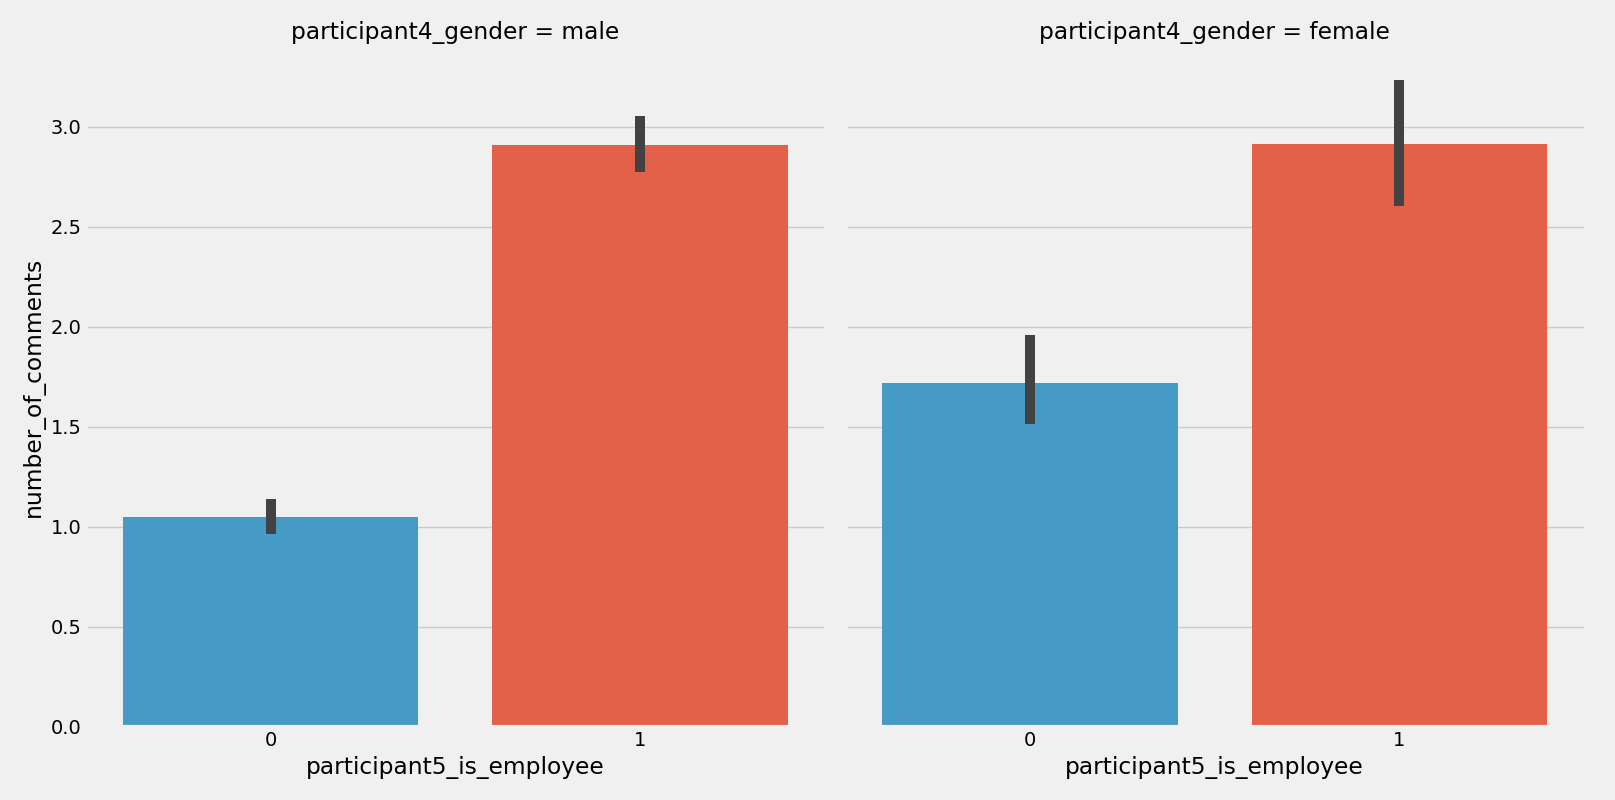 participant4_gender = male
participant4_gender = female
number_of_comments
3.0
2.5
2.0
1.5
1.0
0.5
0.0
0 1
0 1
participant5_is_employee
participant5_is_employee